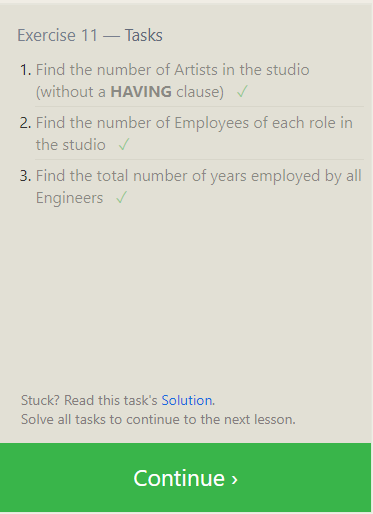 Exercise 11 — Tasks
1. Find the number of Artists in the studio
(without a HAVING clause) ✓
2. Find the number of Employees of each role in
the studio ✓
3. Find the total number of years employed by all
Engineers ✓
Stuck? Read this task's Solution.
Solve all tasks to continue to the next lesson.
Continue ›